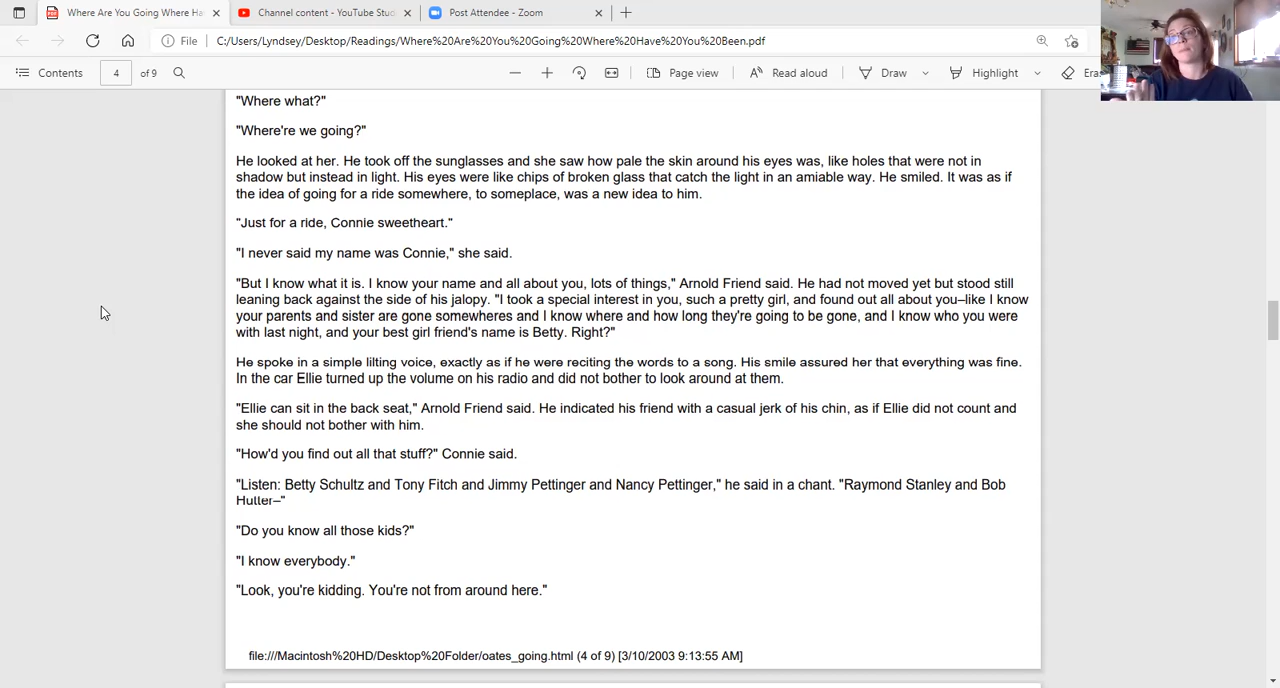 Where Are You Going Where Ha
Channel content - YouTube Stud
Post Attendee - Zoom
File
C:/Users/Lyndsey/Desktop/Readings/Where%20A You%20Going%20Where%20Have%20You%20Been.pdf
Contents
4
of 9
Page view
Read aloud
Draw
Highlight
Era
"Where what?"
"Where're we going?"
He looked at her. He took off the sunglasses and she saw how pale the skin around his eyes was, like holes that were not in
shadow but instead in light. His eyes were like chips of broken glass that catch the light in an amiable way. He smiled. It was as if
the idea of going for a ride somewhere, to someplace, was a new idea to him.
"Just for a ride, Connie sweetheart."
"I never said my name was Connie," she said.
"But I know what it is. I know your name and all about you, lots of things," Arnold Friend said. He had not moved yet but stood still
leaning back against the side of his jalopy. "I took a special interest in you, such a pretty girl, and found out all about you–like I know
your parents and sister are gone somewheres and I know where and how long they're going to be gone, and I know who you were
with last night, and your best girl friend's name is Betty. Right?"
He spoke in a simple lilting voice, exactly as if he were reciting the words to a song. His smile assured her that everything was fine.
In the car Ellie turned up the volume on his radio and did not bother to look around at them.
"Ellie can sit in the back seat," Arnold Friend said. He indicated his friend with a casual jerk of his chin, as if Ellie did not count and
she should not bother with him.
"How'd you find out all that stuff?" Connie said.
"Listen: Betty Schultz and Tony Fitch and Jimmy Pettinger and Nancy Pettinger," he said in a chant. "Raymond Stanley and Bob
Hutter–"
"Do you know all those kids?"
"I know everybody."
"Look, you're kidding. You're not from around here."
file:///Macintosh%20HD/Desktop%20Folder/oates_going.html (4 of 9) [3/10/2003 9:13:55 AM]